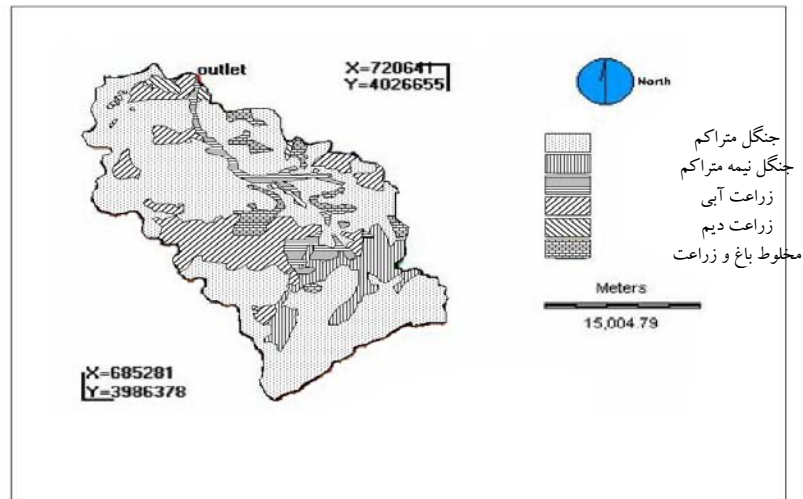 outlet
X=720641
Y=4026655
North
جنگل متراکم
جنگل نیمه متراکم
زراعت آبی
زراعت دیم
مخلوط باغ و زراعت
Meters
15,004.79
X=685281
Y=3986378